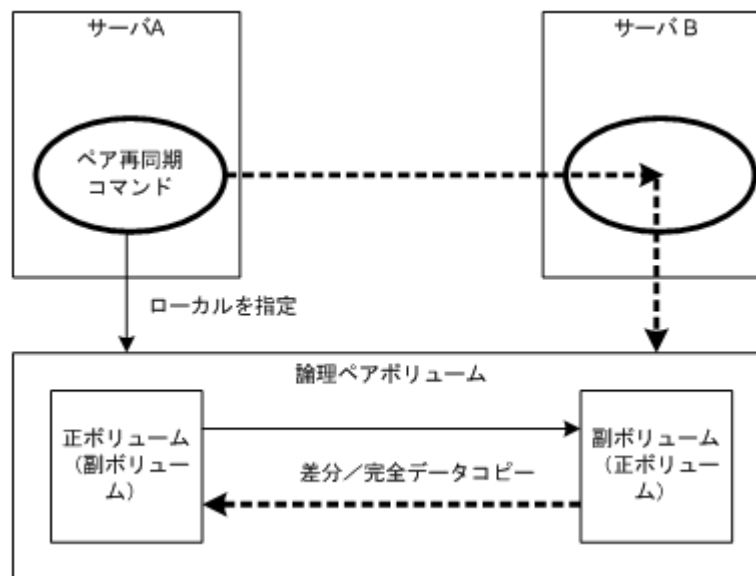 サーバA
サーバB
ペア再同期
コマンド
ローカルを指定
論理ペアボリューム
正ボリューム
（副ボリュー
ム）
差分／完全データコピー
副ボリューム
（正ボリュー
ム）